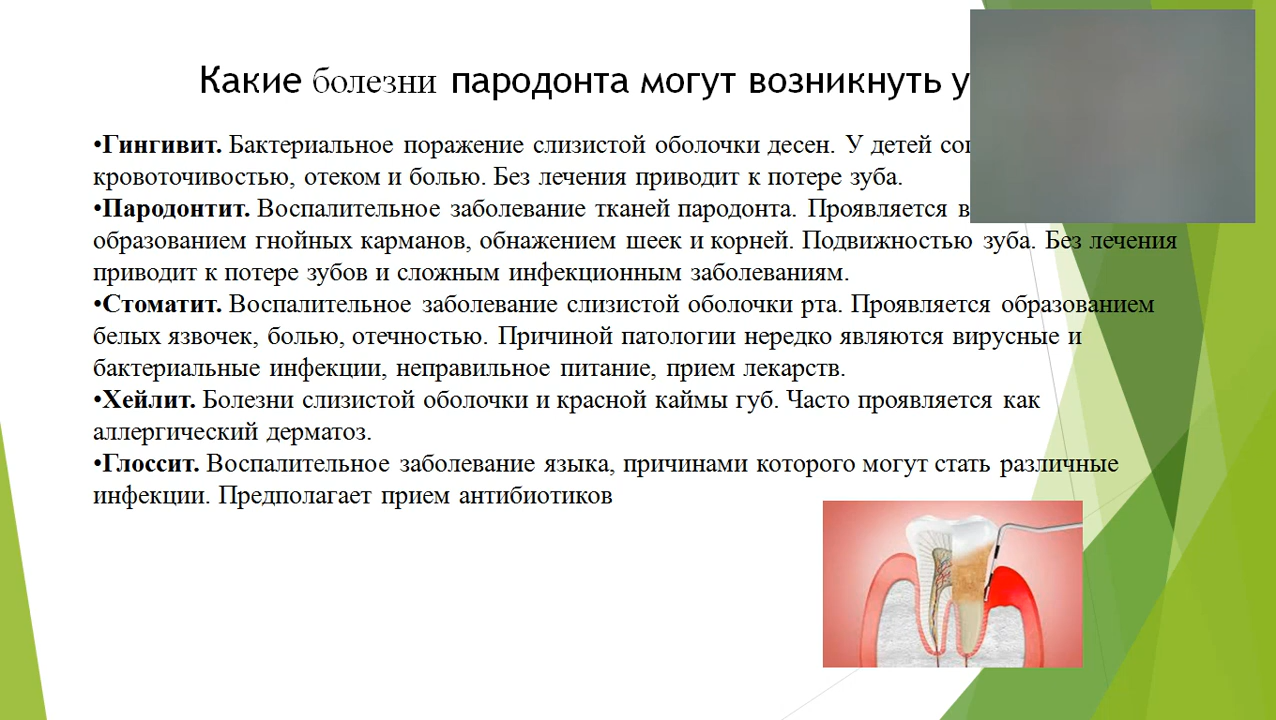 Какие болезни пародонта могут возникнуть у
•Гингивит. Бактериальное поражение слизистой оболочки десен. У детей
кровоточивостью, отеком и болью. Без лечения приводит к потере зуба.
•Пародонтит. Воспалительное заболевание тканей пародонта. Проявляется
образованием гнойных карманов, обнажением шеек и корней. Подвижностью зуба. Без лечения
приводит к потере зубов и сложным инфекционным заболеваниям.
•Стоматит. Воспалительное заболевание слизистой оболочки рта. Проявляется образованием
белых язвочек, болью, отечностью. Причиной патологии нередко являются вирусные и
бактериальные инфекции, неправильное питание, прием лекарств.
•Хейлит. Болезни слизистой оболочки и красной каймы губ. Часто проявляется как
аллергический дерматоз.
•Глоссит. Воспалительное заболевание языка, причинами которого могут стать различные
инфекции. Предполагает прием антибиотиков